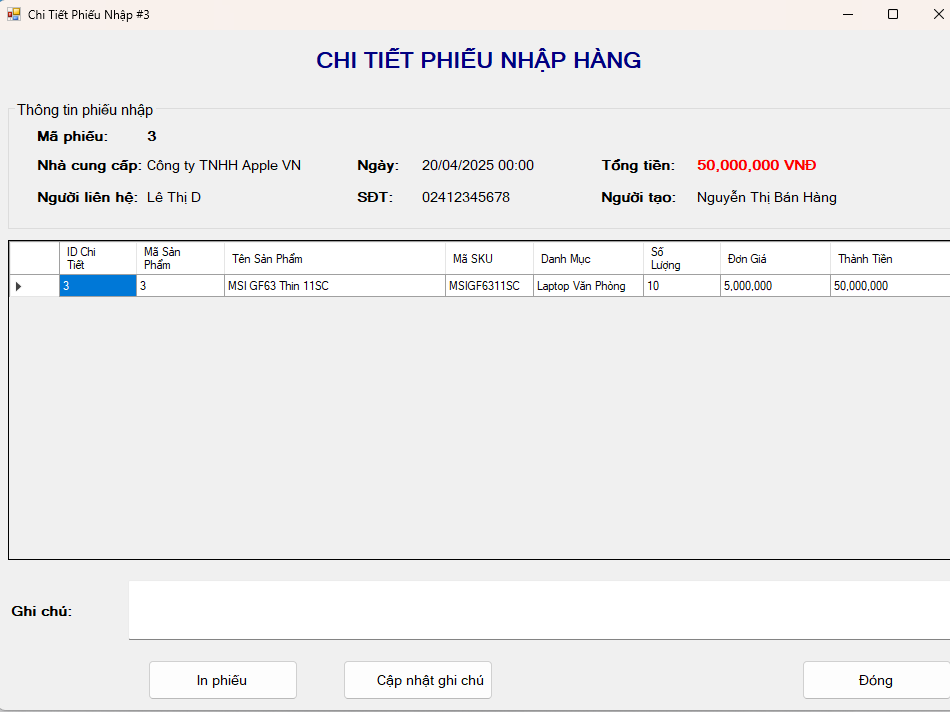 Chi Tiết Phiếu Nhập #3
CHI TIẾT PHIẾU NHẬP HÀNG
Thông tin phiếu nhập
Mã phiếu: 3
Nhà cung cấp: Công ty TNHH Apple VN Ngày: 20/04/2025 00:00 Tổng tiền: 50,000,000 VNĐ
Người liên hệ: Lê Thị D SĐT: 02412345678 Người tạo: Nguyễn Thị Bán Hàng
ID Chi Tiết Mã Sản Phẩm Tên Sản Phẩm Mã SKU Danh Mục Số Lượng Đơn Giá Thành Tiền
3 3 MSI GF63 Thin 11SC MSIGF6311SC Laptop Văn Phòng 10 5,000,000 50,000,000
Ghi chú:
In phiếu Cập nhật ghi chú Đóng